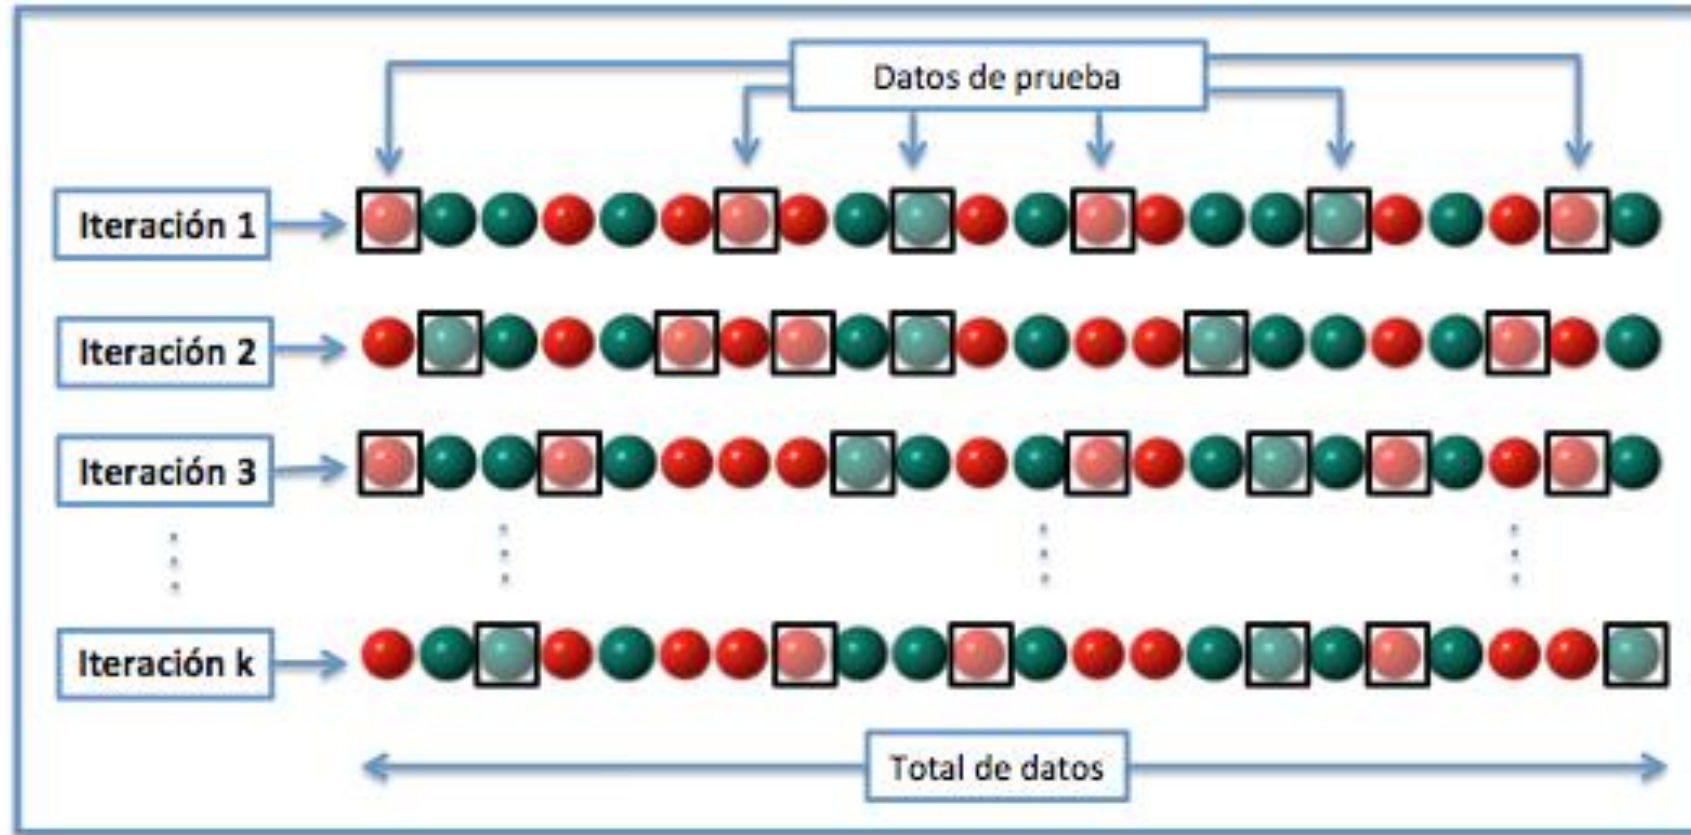 Datos de prueba
Iteración 1
Iteración 2
Iteración 3
Iteración k
Total de datos